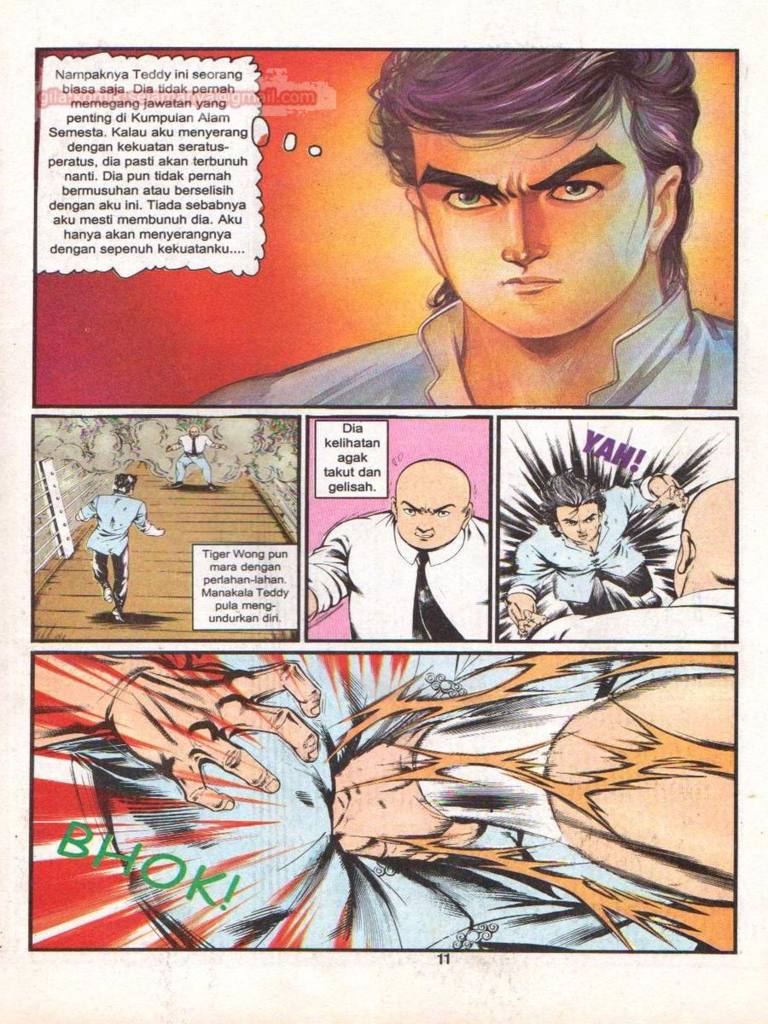 Nampaknya Teddy ini seorang
biasa saja. Dia tidak pernah
memegang jawatan yang
penting di Kumpulan Alam
Semesta. Kalau aku menyerang
dengan kekuatan seratus-
peratus, dia pasti akan terbunuh
nanti. Dia pun tidak pernah
bermusuhan atau berselisih
dengan aku ini. Tiada sebabnya
aku mesti membunuh dia. Aku
hanya akan menyerangnya
dengan sepenuh kekuatanku....
Tiger Wong pun
mara dengan
perlahan-lahan.
Manakala Teddy
pula meng-
undurkan diri.
Dia
kelihatan
agak
takut dan
gelisah.
YAH!
BHOK!
11